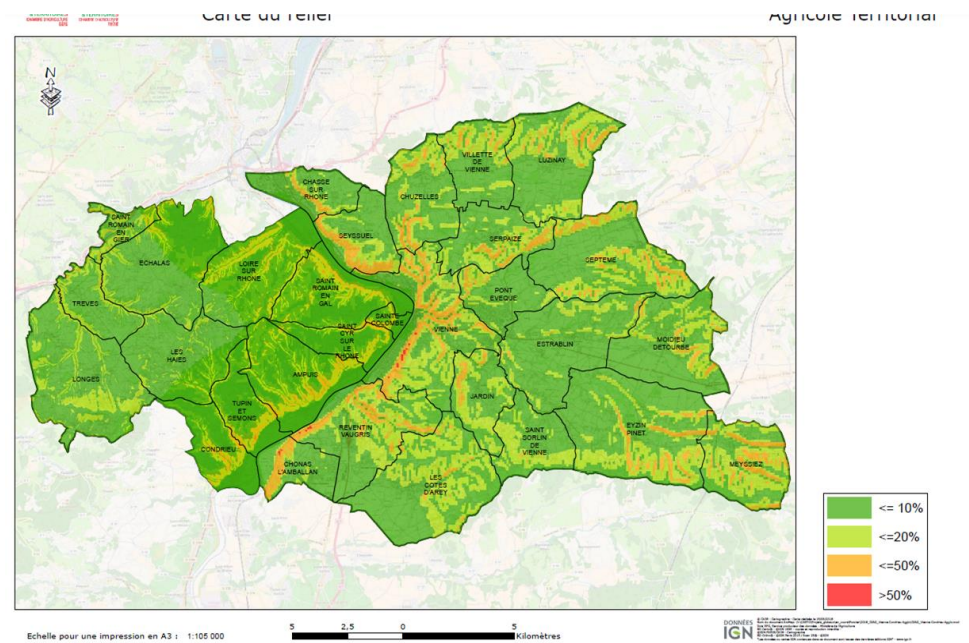 Carte du relief
Agricole Territorial
N
CHASSE
SUR
RHONE
VILLETTE
DE
VIENNE
LUZINAY
CHUZELLES
SAINT
ROMAIN
EN
GIER
SEYSSUEL
SERPAIZE
ECHALAS
LOIRE
SUR
RHONE
SEPTEME
SAINT
ROMAIN
EN
GAL
PONT
EVEQUE
TREVES
SAINTE
COLOMBE
VIENNE
SAINT
CYR
SUR
LE
RHONE
ESTRABLIN
MOIDIEU
DETOURBE
LES
HAIES
LONGES
AMPUIS
JARDIN
TUPIN
ET
SEMONS
REVENTIN
VAUGRIS
SAINT
SORLIN
DE
VIENNE
EYZIN
PINET
CONDRIEU
CHONAS
L'AMBALLAN
LES
COTES
D'AREY
MEYSSIEZ
<= 10%
<=20%
<=50%
>50%
Echelle pour une impression en A3 : 1:105 000
5 2,5 0 5
Kilomètres
DONNÉES
IGN